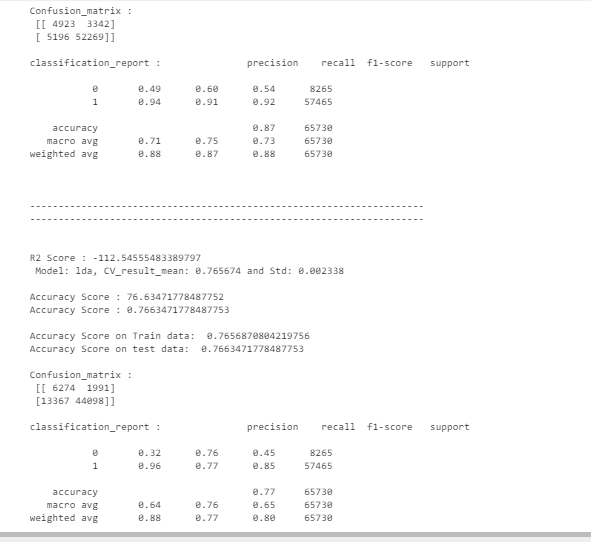 Confusion_matrix :
[[ 4923 3342]
[ 5196 52269]]
classification_report : precision recall f1-score support
0 0.49 0.60 0.54 8265
1 0.94 0.91 0.92 57465
accuracy 0.87 65730
macro avg 0.71 0.75 0.73 65730
weighted avg 0.88 0.87 0.88 65730
------------------------------------------------------------------------
------------------------------------------------------------------------
R2 Score : -112.54555483389797
Model: lda, CV_result_mean: 0.765674 and Std: 0.002338
Accuracy Score : 76.63471778487752
Accuracy Score : 0.7663471778487753
Accuracy Score on Train data: 0.7656870804219756
Accuracy Score on test data: 0.7663471778487753
Confusion_matrix :
[[ 6274 1991]
[13367 44098]]
classification_report : precision recall f1-score support
0 0.32 0.76 0.45 8265
1 0.96 0.77 0.85 57465
accuracy 0.77 65730
macro avg 0.64 0.76 0.65 65730
weighted avg 0.88 0.77 0.80 65730